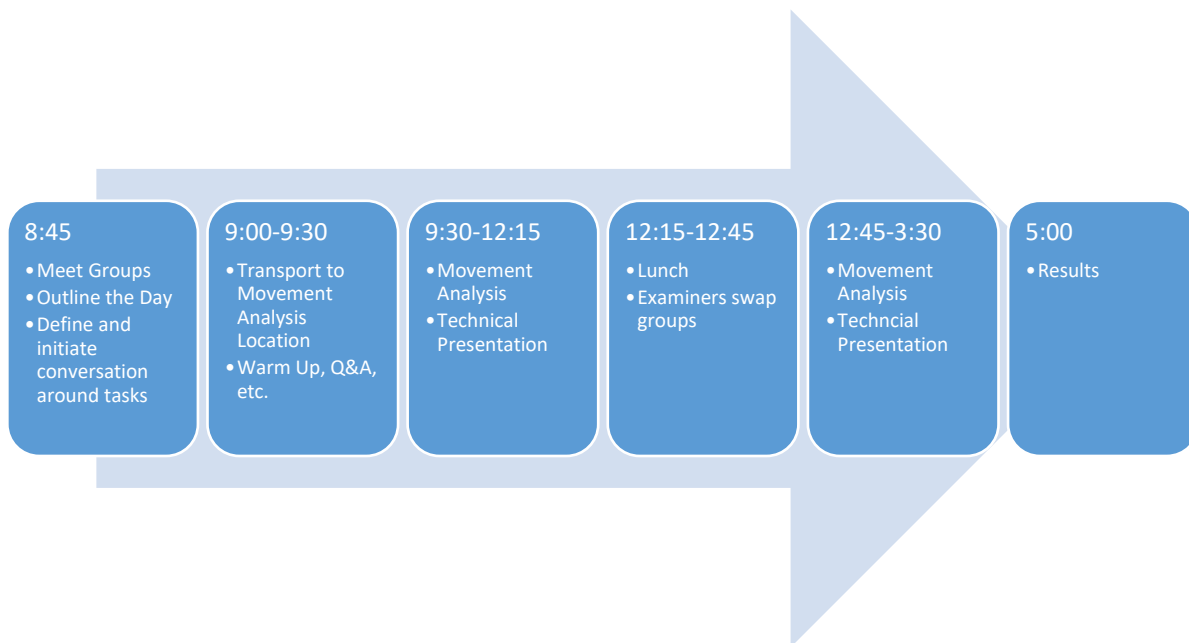 8:45
•Meet Groups
•Outline the Day
•Define and
initiate
conversation
around tasks
9:00-9:30
•Transport to
Movement
Analysis
Location
•Warm Up, Q&A,
etc.
9:30-12:15
•Movement
Analysis
•Technical
Presentation
12:15-12:45
•Lunch
•Examiners swap
groups
12:45-3:30
•Movement
Analysis
•Techncial
Presentation
5:00
•Results